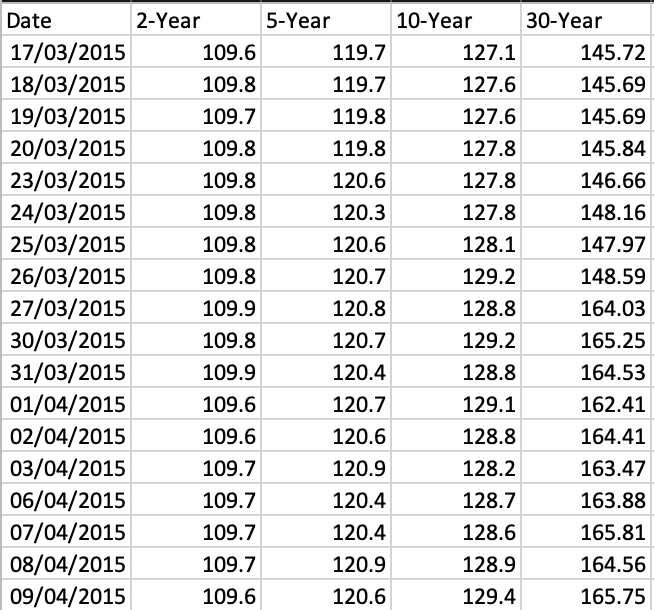 Date 2-Year 5-Year 10-Year 30-Year
17/03/2015 109.6 119.7 127.1 145.72
18/03/2015 109.8 119.7 127.6 145.69
19/03/2015 109.7 119.8 127.6 145.69
20/03/2015 109.8 119.8 127.8 145.84
23/03/2015 109.8 120.6 127.8 146.66
24/03/2015 109.8 120.3 127.8 148.16
25/03/2015 109.8 120.6 128.1 147.97
26/03/2015 109.8 120.7 129.2 148.59
27/03/2015 109.9 120.8 128.8 164.03
30/03/2015 109.8 120.7 129.2 165.25
31/03/2015 109.9 120.4 128.8 164.53
01/04/2015 109.6 120.7 129.1 162.41
02/04/2015 109.6 120.6 128.8 164.41
03/04/2015 109.7 120.9 128.2 163.47
06/04/2015 109.7 120.4 128.7 163.88
07/04/2015 109.7 120.4 128.6 165.81
08/04/2015 109.7 120.9 128.9 164.56
09/04/2015 109.6 120.6 129.4 165.75